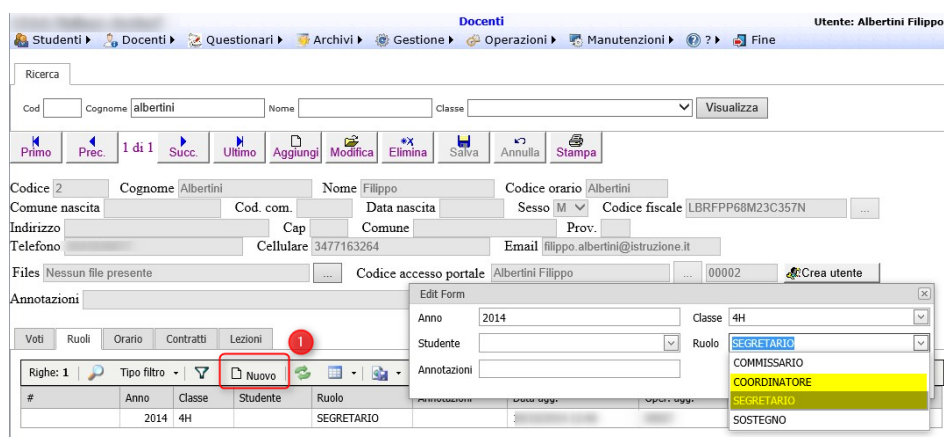 Docenti Utente: Albertini Filippo
Studenti Docenti Questionari Archivi Gestione Operazioni Manutenzioni ? Fine
Ricerca
Cod Cognome albertini Nome Classe Visualizza
Primo Prec. 1 di 1 Succ. Ultimo Aggiungi Modifica Elimina Salva Annulla Stampa
Codice 2 Cognome Albertini Nome Filippo Codice orario Albertini
Comune nascita Cod. com. Data nascita Sesso M Codice fiscale LBRFPP68M23C357N ...
Indirizzo Cap Comune Prov.
Telefono Cellulare 3477163264 Email filippo.albertini@istruzione.it
Files Nessun file presente ... Codice accesso portale Albertini Filippo ... 00002 Crea utente
Annotazioni
Edit Form
Anno 2014 Classe 4H
Studente Ruolo SEGRETARIO
Annotazioni
COMMISSARIO
COORDINATORE
SEGRETARIO
SOSTEGNO
Voti Ruoli Orario Contratti Lezioni 1
Righe: 1 Tipo filtro Nuovo
# Anno Classe Studente Ruolo Annotazioni Data agg. Oper. agg.
2014 4H SEGRETARIO